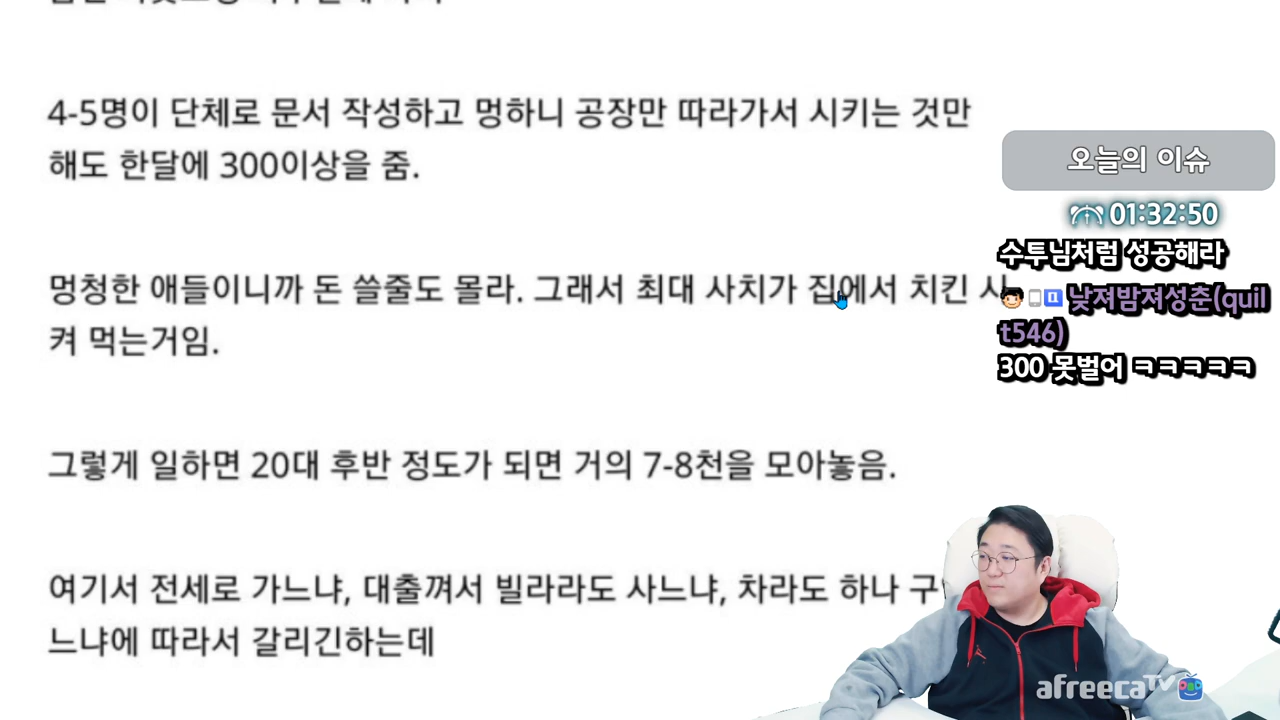 4-5명이 단체로 문서 작성하고 멍하니 공장만 따라가서 시키는 것만
해도 한달에 300이상을 줌.
멍청한 애들이니까 돈 쓸줄도 몰라. 그래서 최대 사치가 집에서 치킨 시
켜 먹는거임.
그렇게 일하면 20대 후반 정도가 되면 거의 7-8천을 모아놓음.
여기서 전세로 가느냐, 대출껴서 빌라라도 사느냐, 차라도 하나 구
느냐에 따라서 갈리긴하는데
오늘의 이슈
01:32:50
수투님처럼 성공해라
낮져밤져성춘(quil
t546)
300 못벌어 ㅋㅋㅋㅋㅋ
afreecaTV